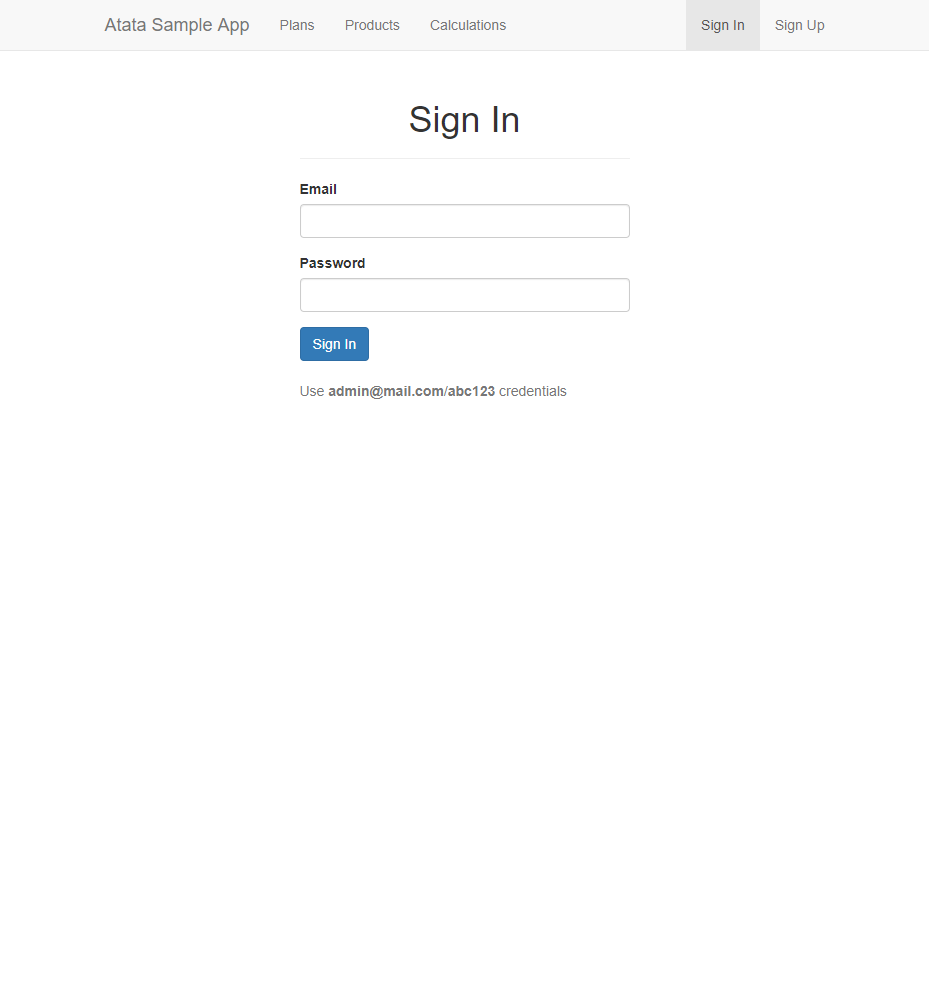 Atata Sample App Plans Products Calculations Sign In Sign Up
Sign In
Email
Password
Sign In
Use admin@mail.com/abc123 credentials